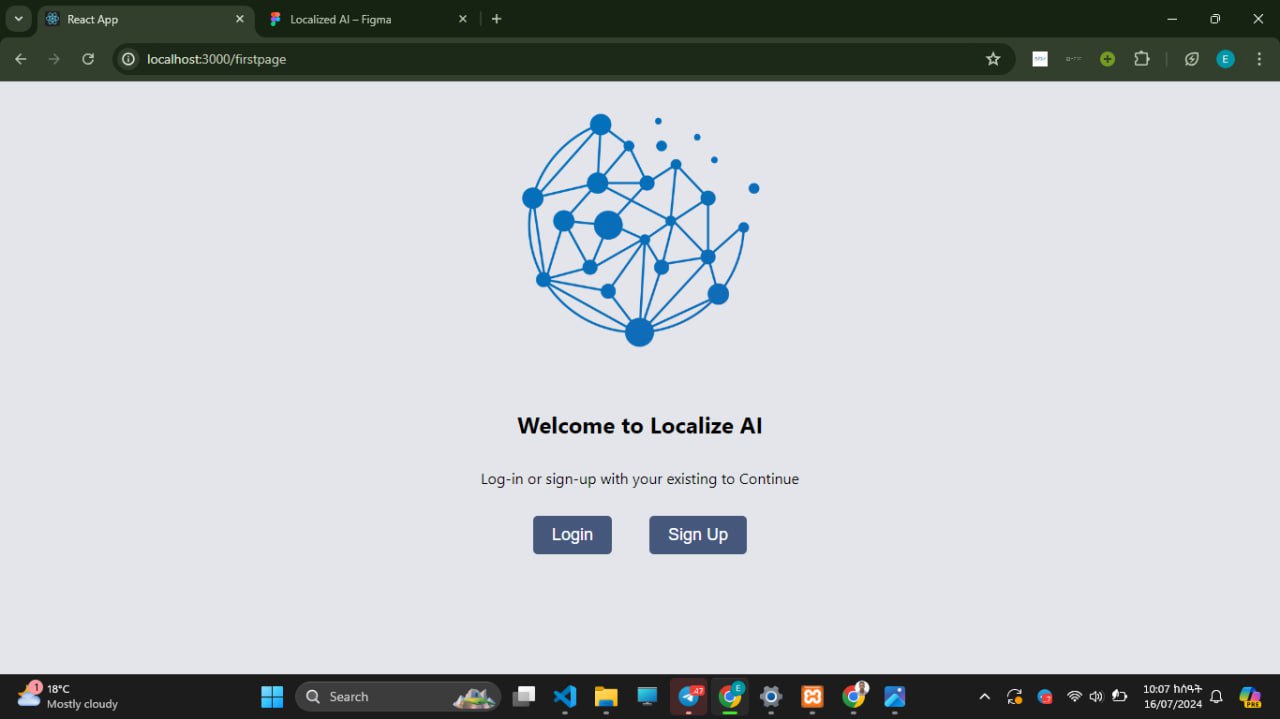 React App
Localized AI – Figma
localhost:3000/firstpage
E
Welcome to Localize AI
Log-in or sign-up with your existing to Continue
Login
Sign Up
1
18°C
Mostly cloudy
Search
47
E
10:07 ከሰዓት
16/07/2024
PRE